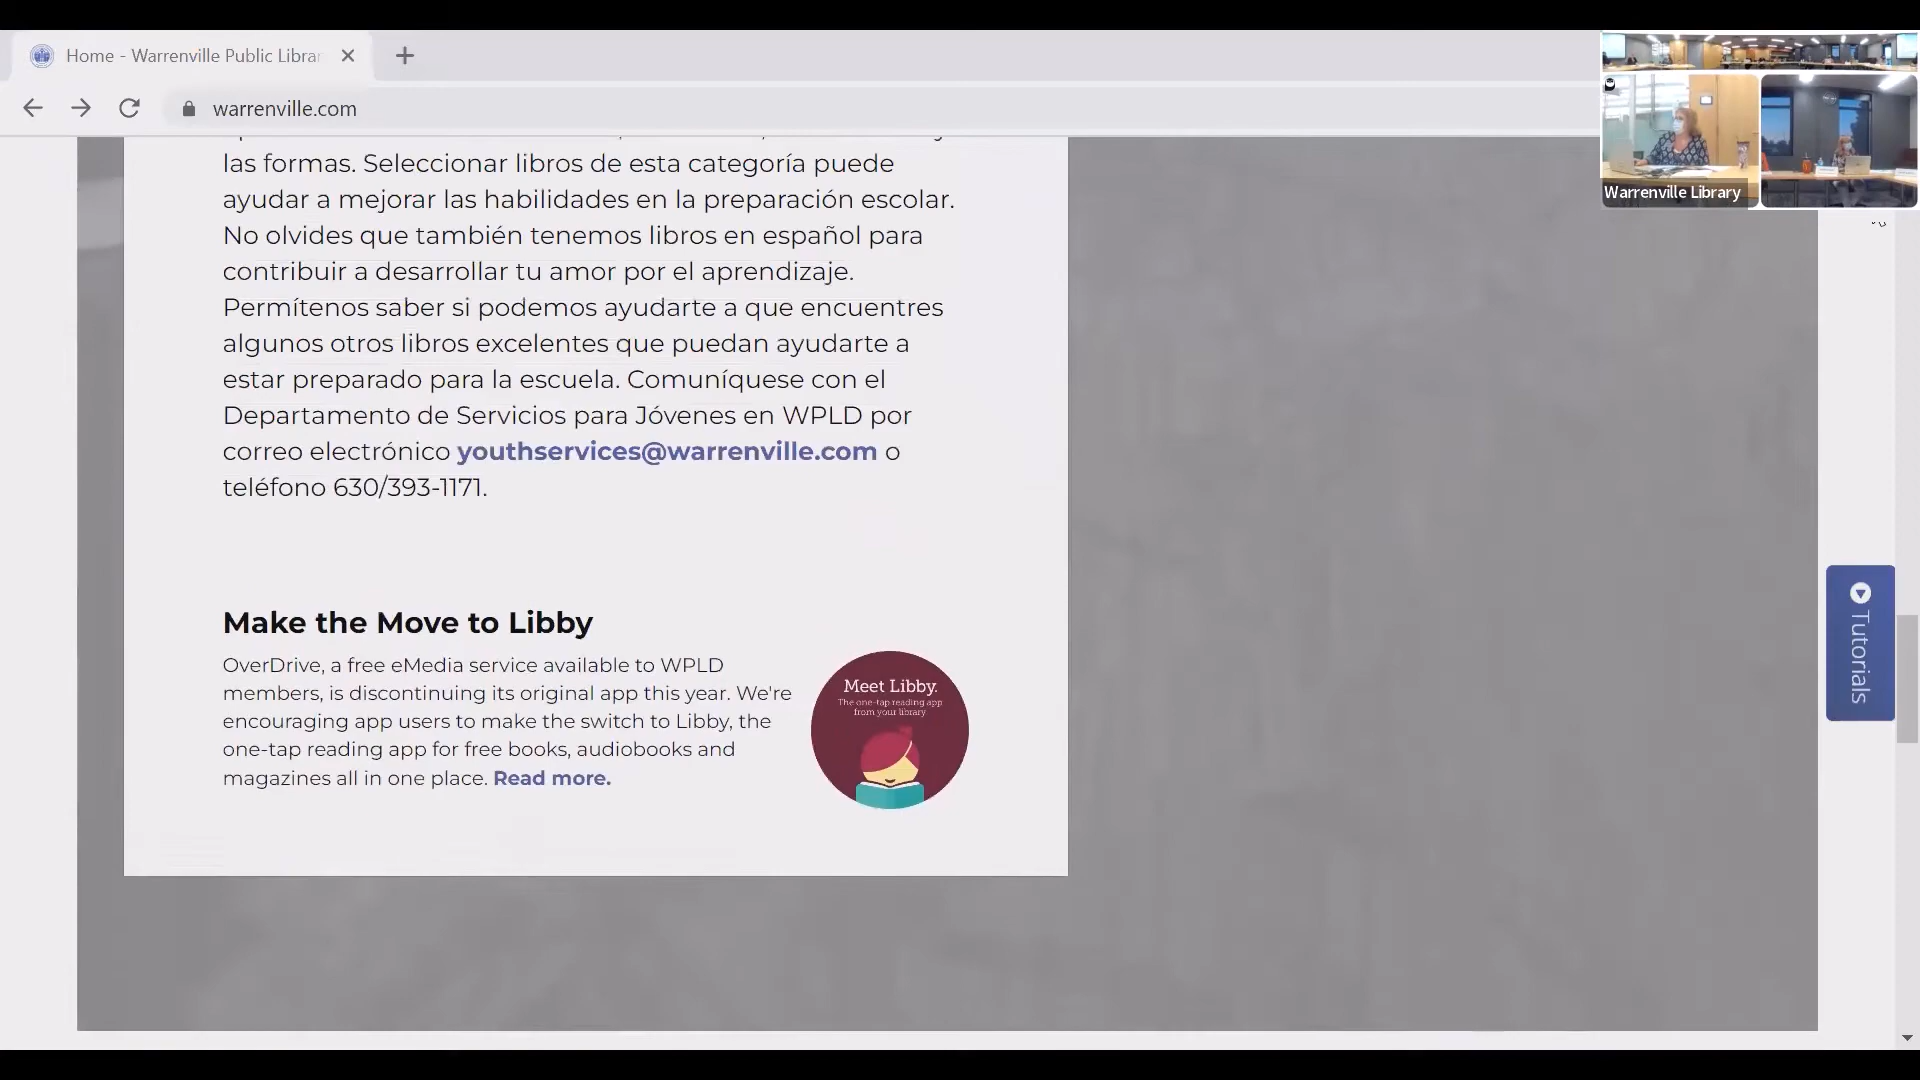 Home - Warrenville Public Librar
warrenville.com
Warrenville Library
las formas. Seleccionar libros de esta categoría puede
ayudar a mejorar las habilidades en la preparación escolar.
No olvides que también tenemos libros en español para
contribuir a desarrollar tu amor por el aprendizaje.
Permítenos saber si podemos ayudarte a que encuentres
algunos otros libros excelentes que puedan ayudarte a
estar preparado para la escuela. Comuníquese con el
Departamento de Servicios para Jóvenes en WPLD por
correo electrónico youthservices@warrenville.com o
teléfono 630/393-1171.
Make the Move to Libby
OverDrive, a free eMedia service available to WPLD
members, is discontinuing its original app this year. We're
encouraging app users to make the switch to Libby, the
one-tap reading app for free books, audiobooks and
magazines all in one place. Read more.
Meet Libby.
The one-tap reading app
from your library
Tutorials